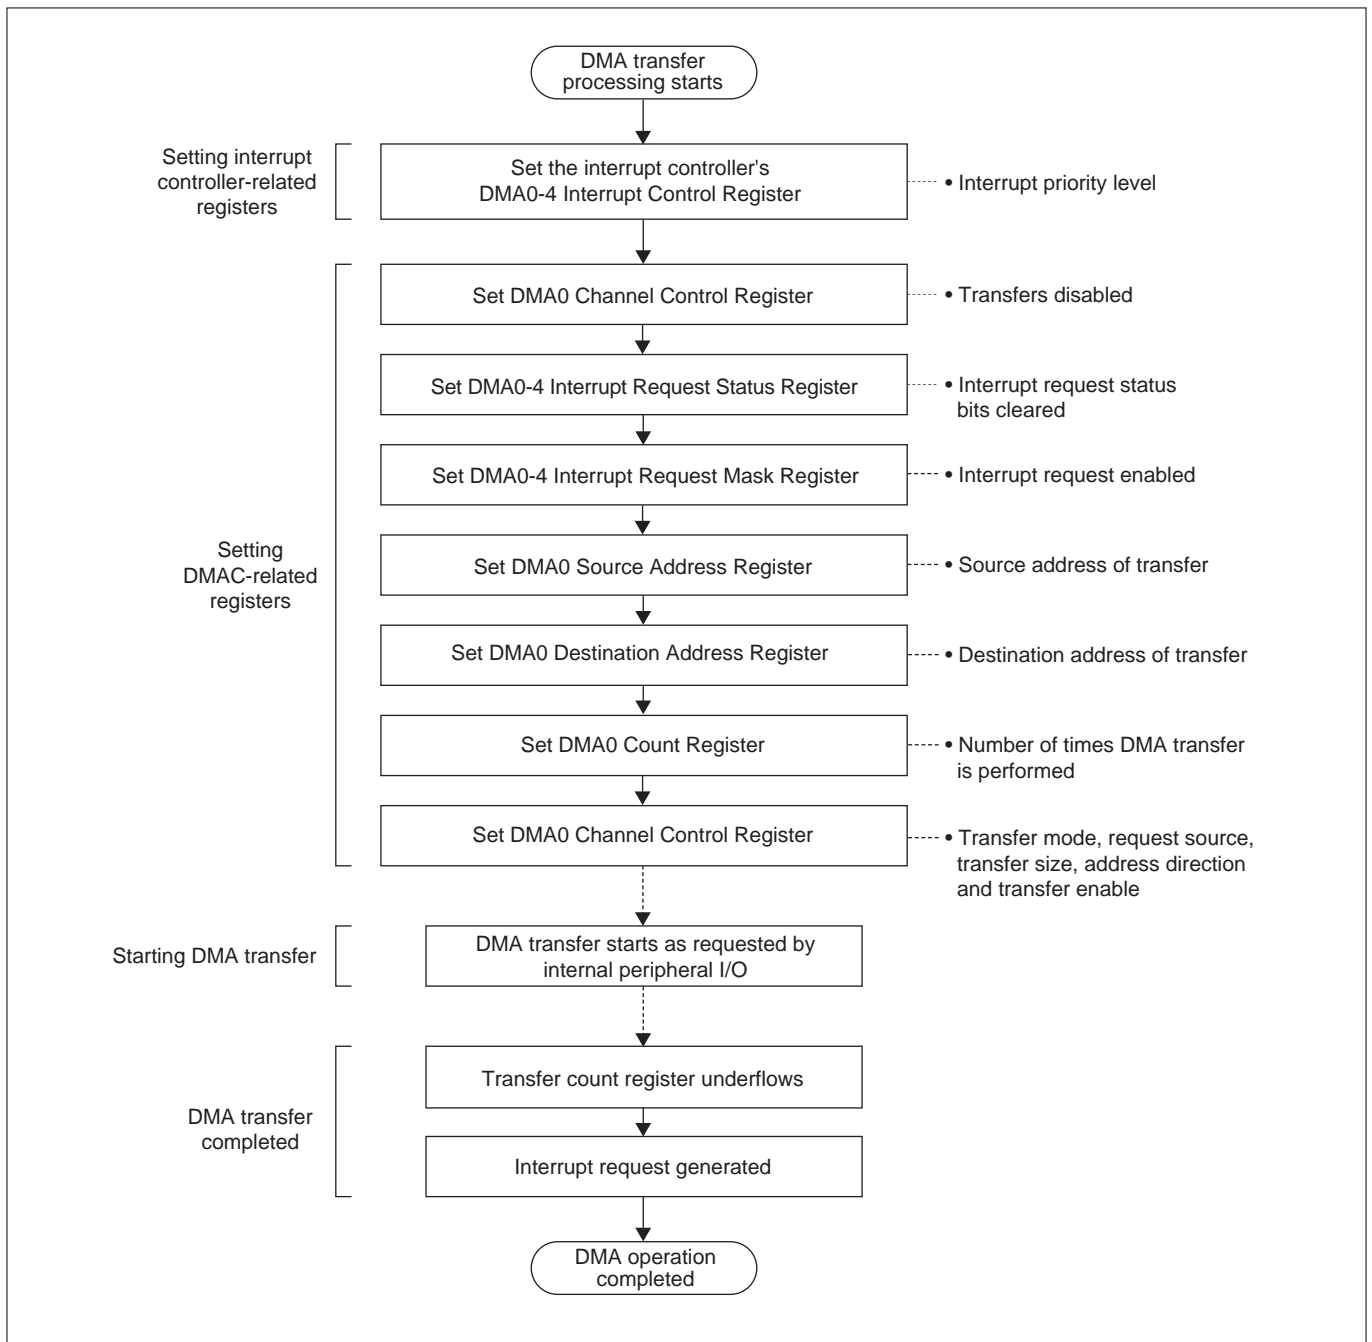 DMA transfer
processing starts
Setting interrupt
controller-related
registers
Set the interrupt controller's
DMA0-4 Interrupt Control Register
• Interrupt priority level
Setting
DMAC-related
registers
Set DMA0 Channel Control Register
• Transfers disabled
Set DMA0-4 Interrupt Request Status Register
• Interrupt request status
bits cleared
Set DMA0-4 Interrupt Request Mask Register
• Interrupt request enabled
Set DMA0 Source Address Register
• Source address of transfer
Set DMA0 Destination Address Register
• Destination address of transfer
Set DMA0 Count Register
• Number of times DMA transfer
is performed
Set DMA0 Channel Control Register
• Transfer mode, request source,
transfer size, address direction
and transfer enable
Starting DMA transfer
DMA transfer starts as requested by
internal peripheral I/O
DMA transfer
completed
Transfer count register underflows
Interrupt request generated
DMA operation
completed